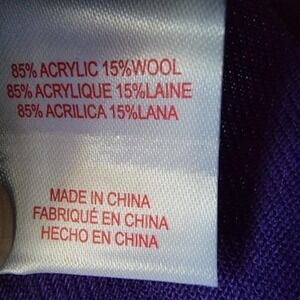 85% ACRYLIC 15%WOOL
85% ACRYLIQUE 15%LAINE
85% ACRILICA 15%LANA
MADE IN CHINA
FABRIQUÉ EN CHINA
HECHO EN CHINA